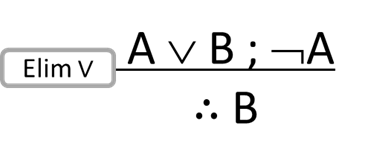 A ∨ B ; ¬A
Elim ∨
∴ B